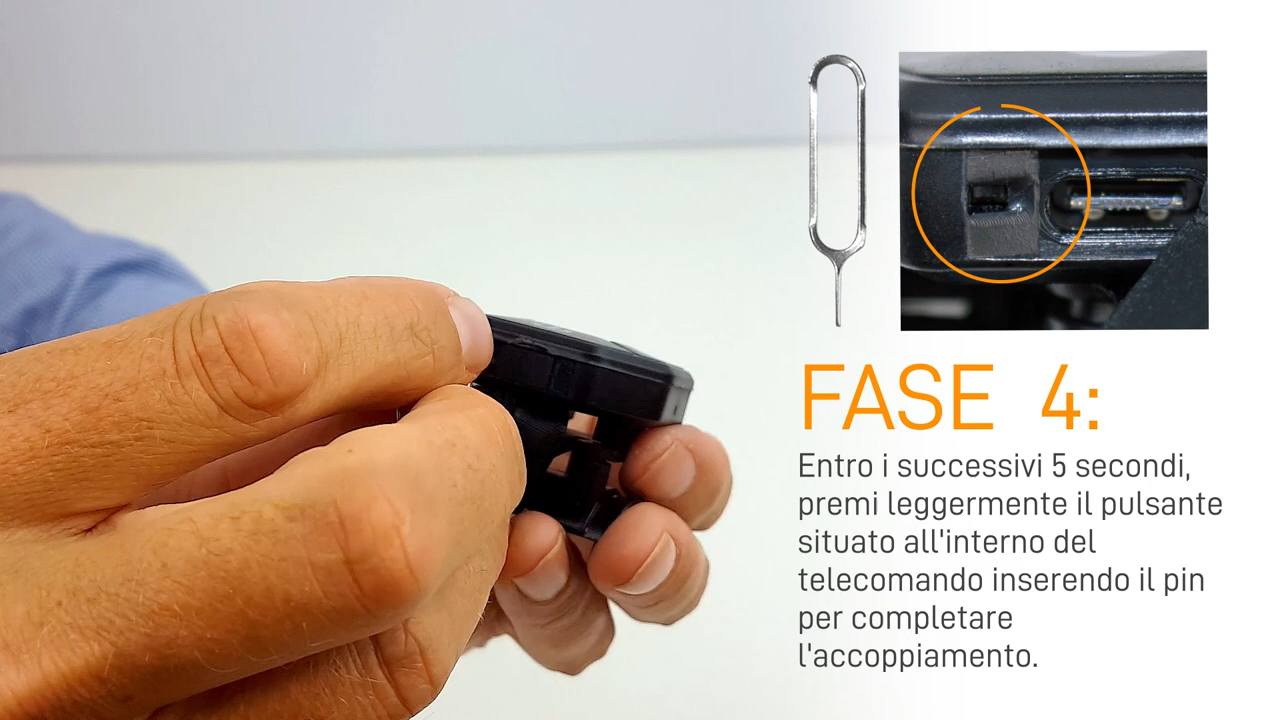 FASE 4:
Entro i successivi 5 secondi,
premi leggermente il pulsante
situato all'interno del
telecomando inserendo il pin
per completare
l'accoppiamento.